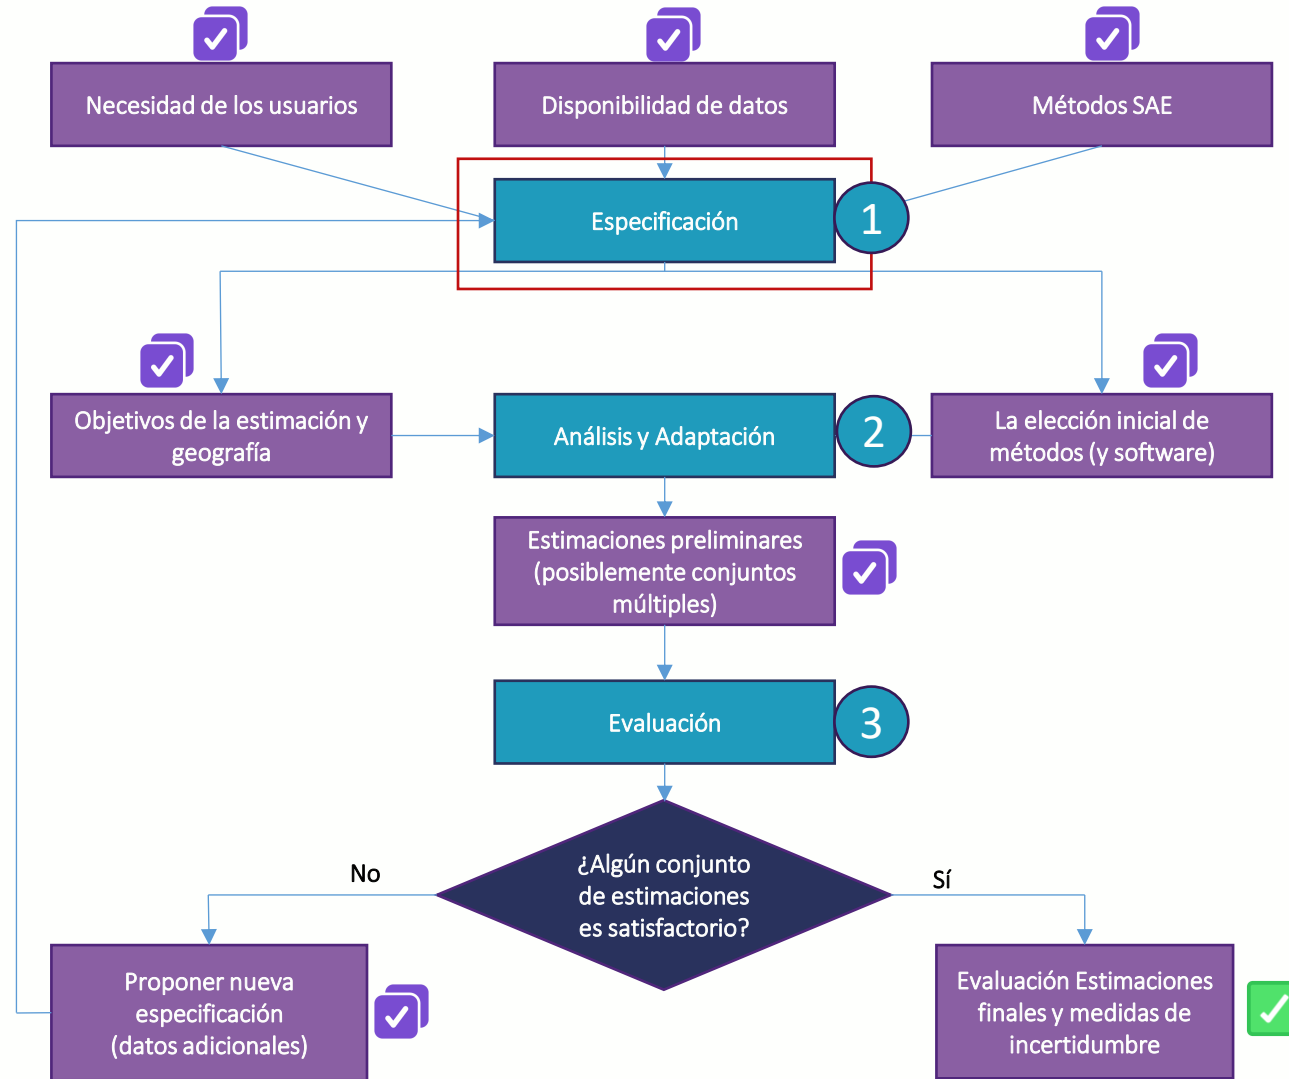 Necesidad de los usuarios
Disponibilidad de datos
Métodos SAE
Especificación
1
Objetivos de la estimación y
geografía
Análisis y Adaptación
2
La elección inicial de
métodos (y software)
Estimaciones preliminares
(posiblemente conjuntos
múltiples)
Evaluación
3
¿Algún conjunto
de estimaciones
es satisfactorio?
No
Sí
Proponer nueva
especificación
(datos adicionales)
Evaluación Estimaciones
finales y medidas de
incertidumbre